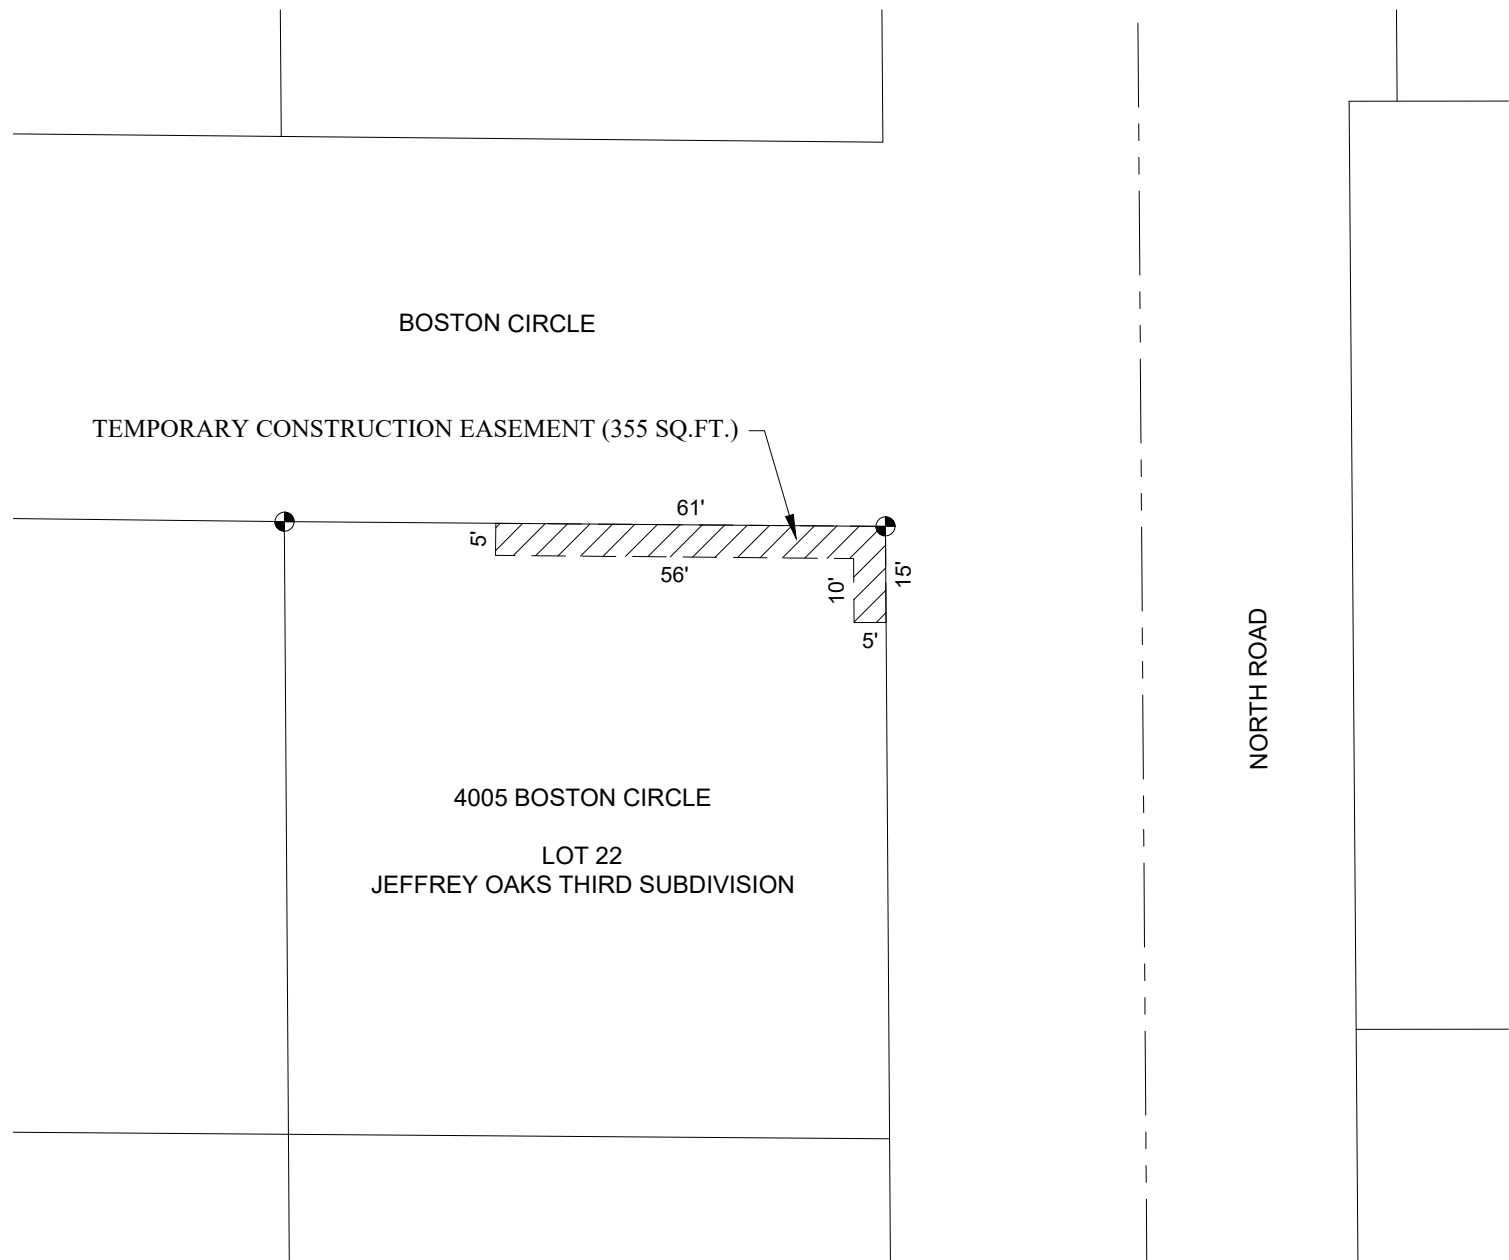 BOSTON CIRCLE
TEMPORARY CONSTRUCTION EASEMENT (355 SQ.FT.)
61'
5'
56'
10'
15'
5'
NORTH ROAD
4005 BOSTON CIRCLE
LOT 22
JEFFREY OAKS THIRD SUBDIVISION